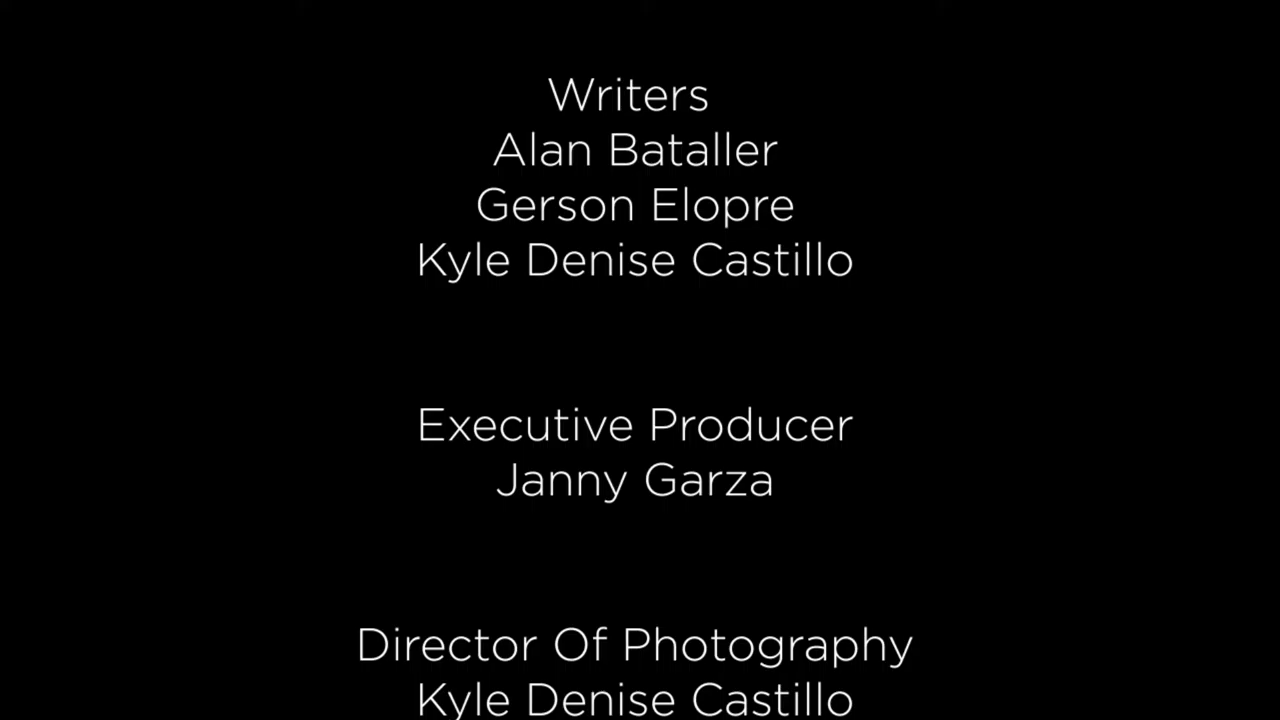 Writers
Alan Bataller
Gerson Elopre
Kyle Denise Castillo
Executive Producer
Janny Garza
Director Of Photography
Kyle Denise Castillo